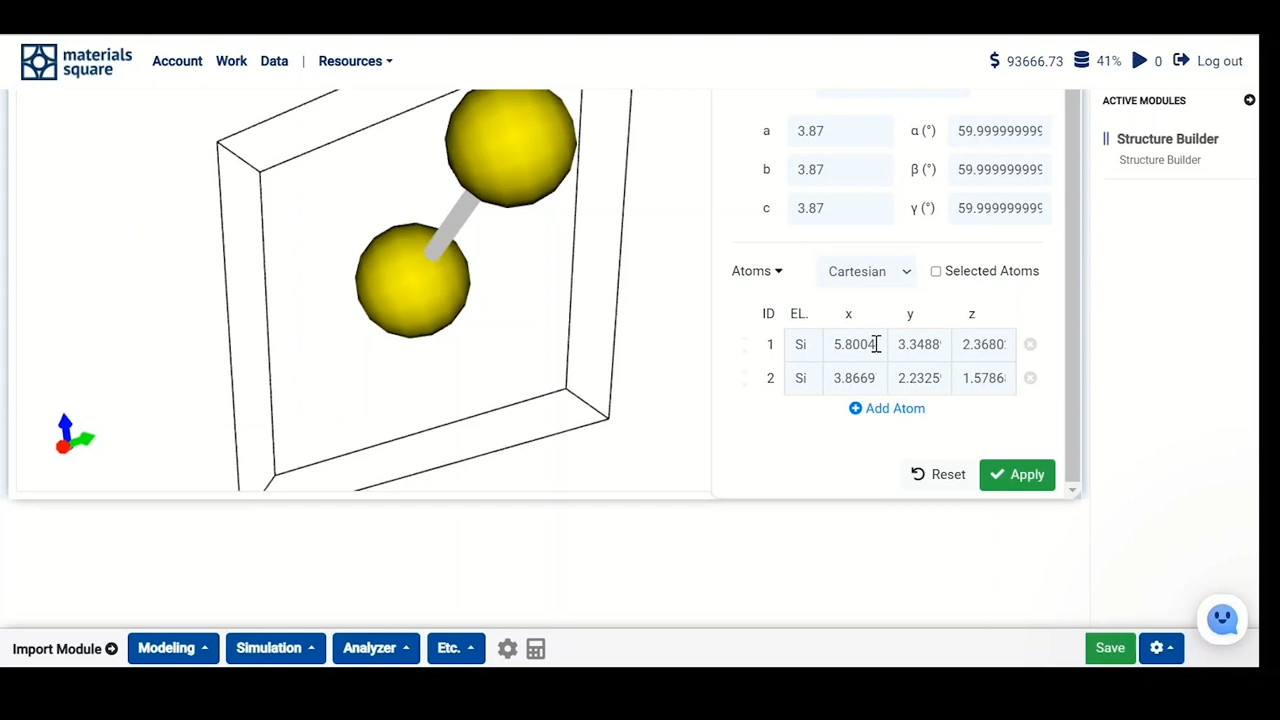 materials
square
Account Work Data | Resources
$ 93666.73 41% 0 Log out
ACTIVE MODULES
Structure Builder
Structure Builder
a 3.87 α (°) 59.999999999
b 3.87 β (°) 59.999999999
c 3.87 γ (°) 59.999999999
Atoms Cartesian Selected Atoms
ID EL. x y z
1 Si 5.8004 3.3488 2.3680
2 Si 3.8669 2.2325 1.5786
Add Atom
Reset Apply
Import Module Modeling Simulation Analyzer Etc. Save